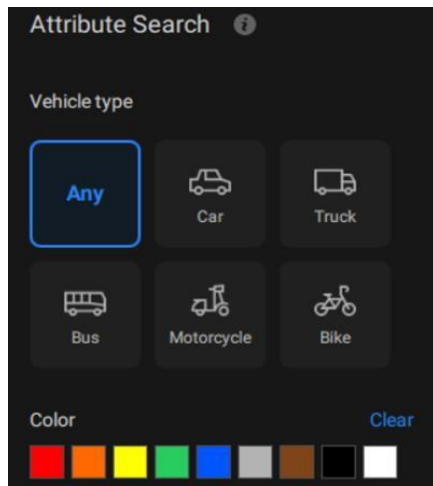 Attribute Search
Vehicle type
Any
Car
Truck
Bus
Motorcycle
Bike
Color
Clear